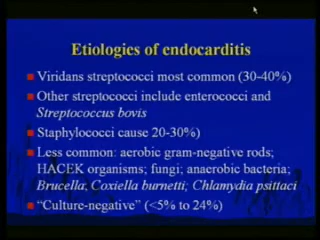 Etiologies of endocarditis
Viridans streptococci most common (30-40%)
Other streptococci include enterococci and
Streptococcus bovis
Staphylococci cause 20-30%)
Less common: aerobic gram-negative rods;
HACEK organisms; fungi; anaerobic bacteria;
Brucella; Coxiella burnetti; Chlamydia psittaci
“Culture-negative” (<5% to 24%)